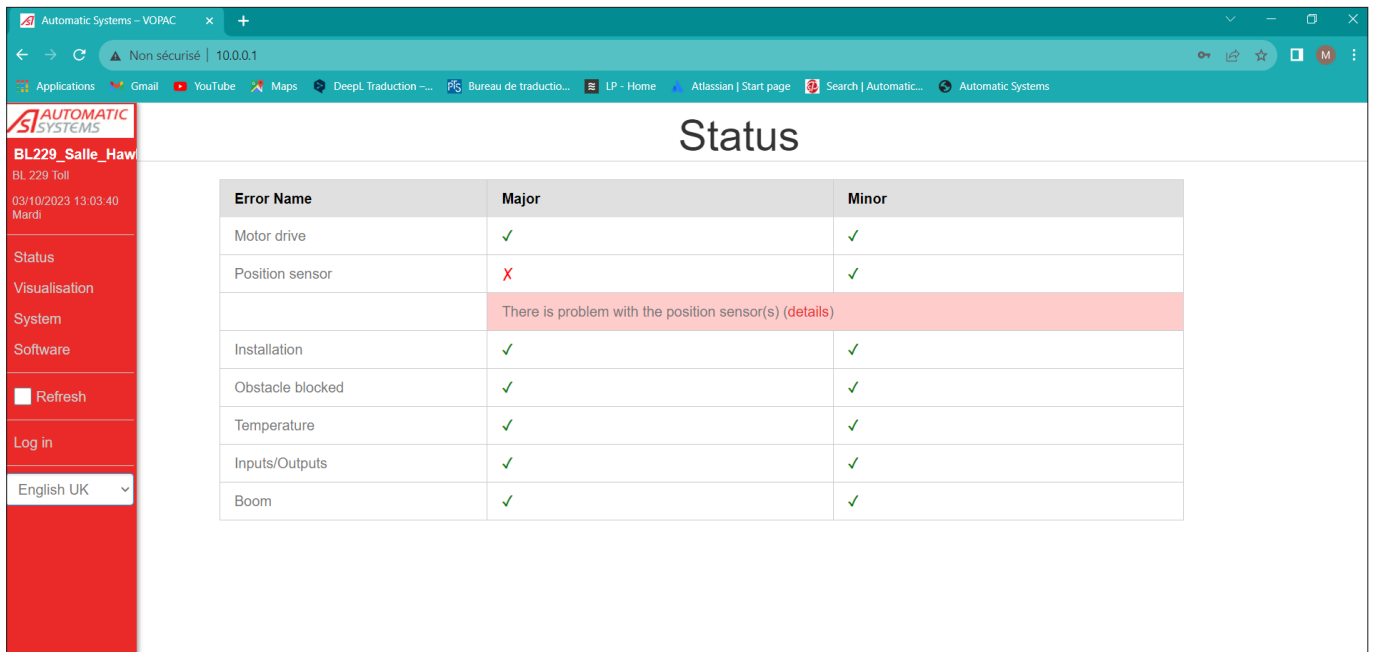 Automatic Systems – VOPAC
Non sécurisé 10.0.0.1
M
Applications Gmail YouTube Maps DeepL Traduction –... Bureau de traductio... LP - Home Atlassian | Start page Search | Automatic... Automatic Systems
AUTOMATIC
SYSTEMS
BL229_Salle_Haw
BL 229 Toll
03/10/2023 13:03:40
Mardi
Status
Visualisation
System
Software
Refresh
Log in
English UK
Status
Error Name Major Minor
Motor drive ✓ ✓
Position sensor ✗ ✓
There is problem with the position sensor(s) (details)
Installation ✓ ✓
Obstacle blocked ✓ ✓
Temperature ✓ ✓
Inputs/Outputs ✓ ✓
Boom ✓ ✓